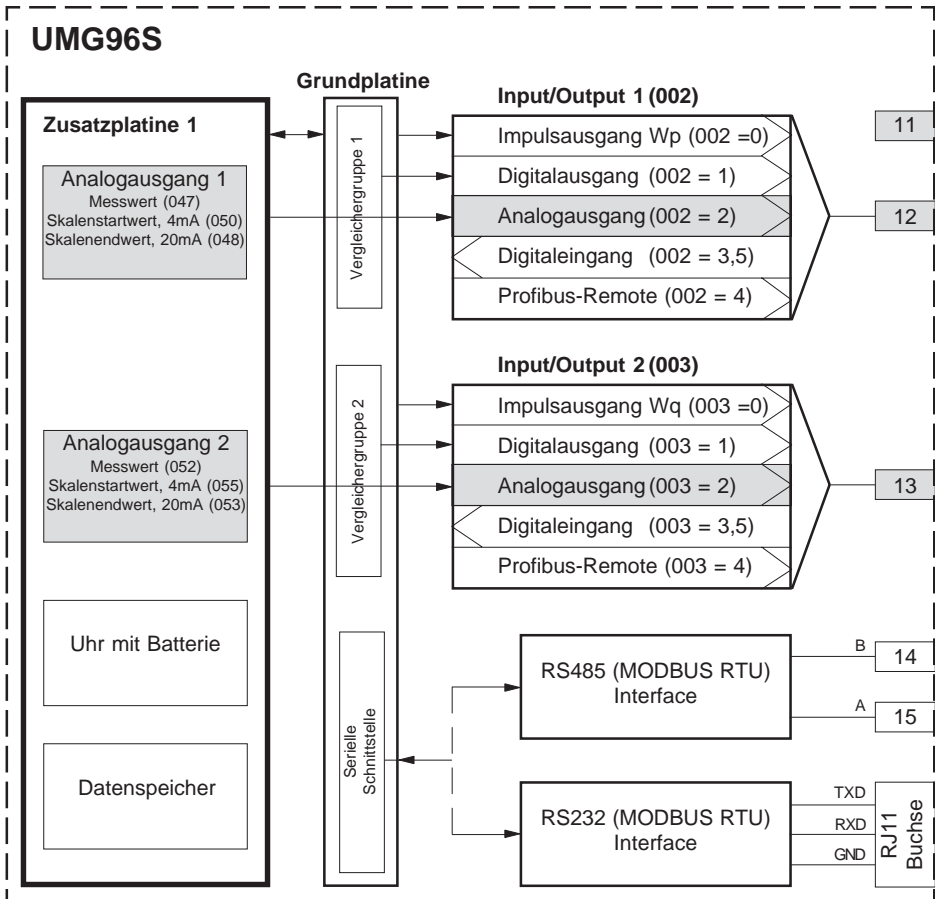 UMG96S
Grundplatine
Zusatzplatine 1
Analogausgang 1
Messwert (047)
Skalenstartwert, 4mA (050)
Skalenendwert, 20mA (048)
Analogausgang 2
Messwert (052)
Skalenstartwert, 4mA (055)
Skalenendwert, 20mA (053)
Uhr mit Batterie
Datenspeicher
Vergleichergruppe 1
Vergleichergruppe 2
Serielle
Schnittstelle
Input/Output 1 (002)
Impulsausgang Wp (002 =0)
Digitalausgang (002 = 1)
Analogausgang (002 = 2)
Digitaleingang (002 = 3,5)
Profibus-Remote (002 = 4)
11
12
Input/Output 2 (003)
Impulsausgang Wq (003 =0)
Digitalausgang (003 = 1)
Analogausgang (003 = 2)
Digitaleingang (003 = 3,5)
Profibus-Remote (003 = 4)
13
RS485 (MODBUS RTU)
Interface
B
14
A
15
RS232 (MODBUS RTU)
Interface
TXD
RXD
GND
RJ11
Buchse